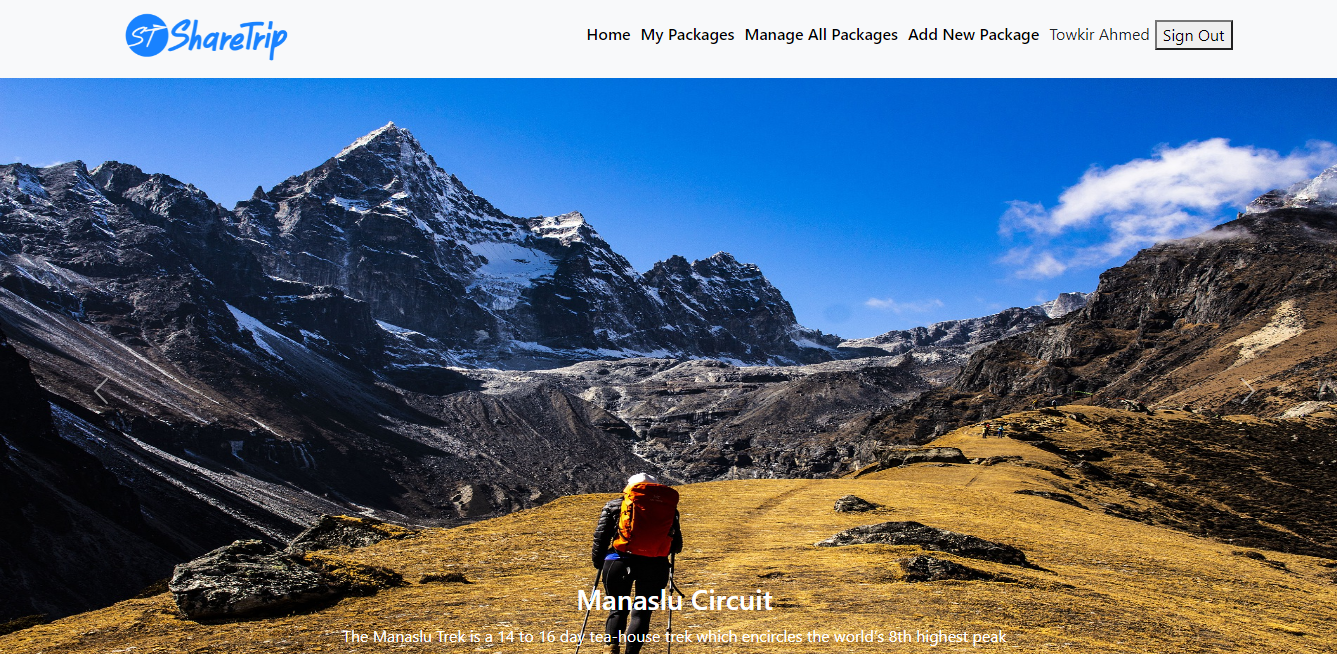 ST ShareTrip
Home My Packages Manage All Packages Add New Package Towkir Ahmed Sign Out
Manaslu Circuit
The Manaslu Trek is a 14 to 16 day tea-house trek which encircles the world's 8th highest peak